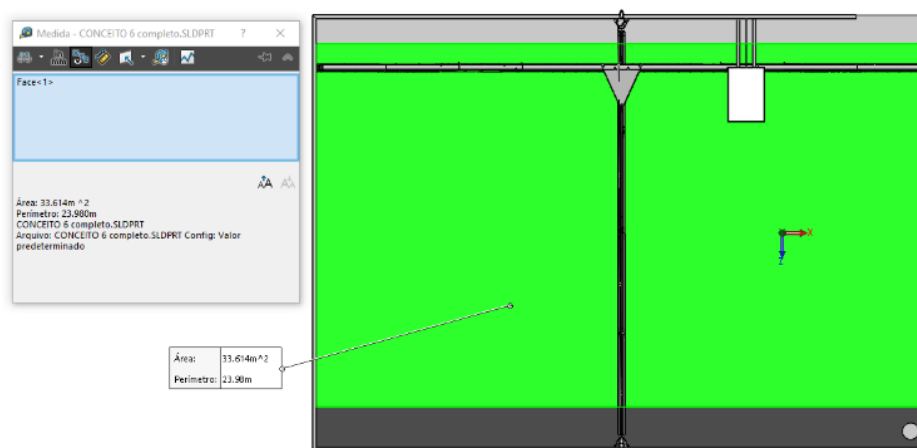 Medida - CONCEITO 6 completo.SLDPRT
Face<1>
Área: 33.614m ^2
Perímetro: 23.980m
CONCEITO 6 completo.SLDPRT
Arquivo: CONCEITO 6 completo.SLDPRT Config: Valor
predeterminado
Área: 33.614m^2
Perímetro: 23.98m
X
Z